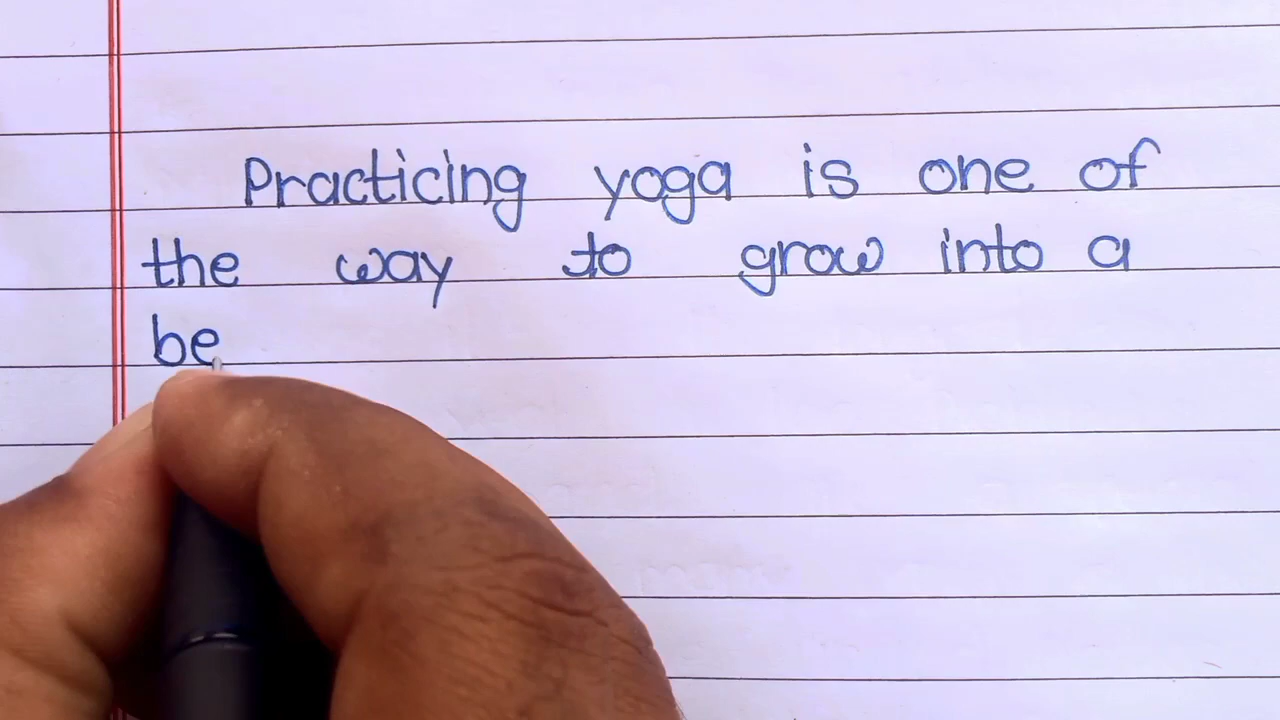 Practicing yoga is one of
the way to grow into a
be